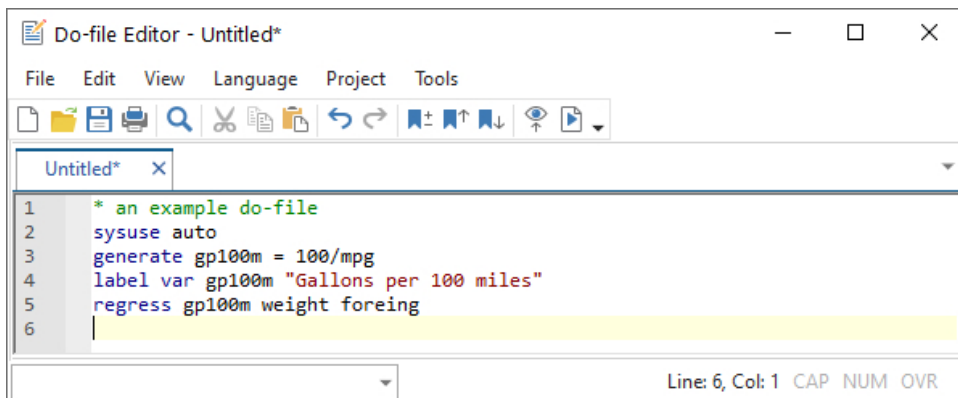 Do-file Editor - Untitled*
File Edit View Language Project Tools
Untitled*
1 * an example do-file
2 sysuse auto
3 generate gp100m = 100/mpg
4 label var gp100m "Gallons per 100 miles"
5 regress gp100m weight foreing
6
Line: 6, Col: 1 CAP NUM OVR